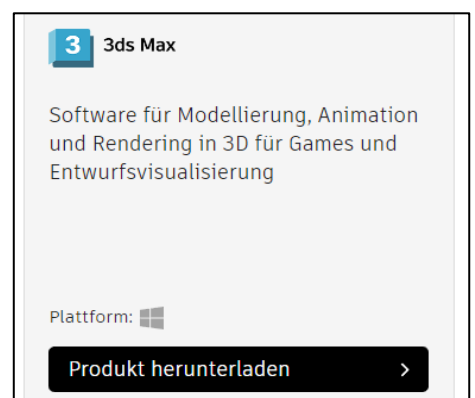 3 3ds Max
Software für Modellierung, Animation
und Rendering in 3D für Games und
Entwurfsvisualisierung
Plattform:
Produkt herunterladen